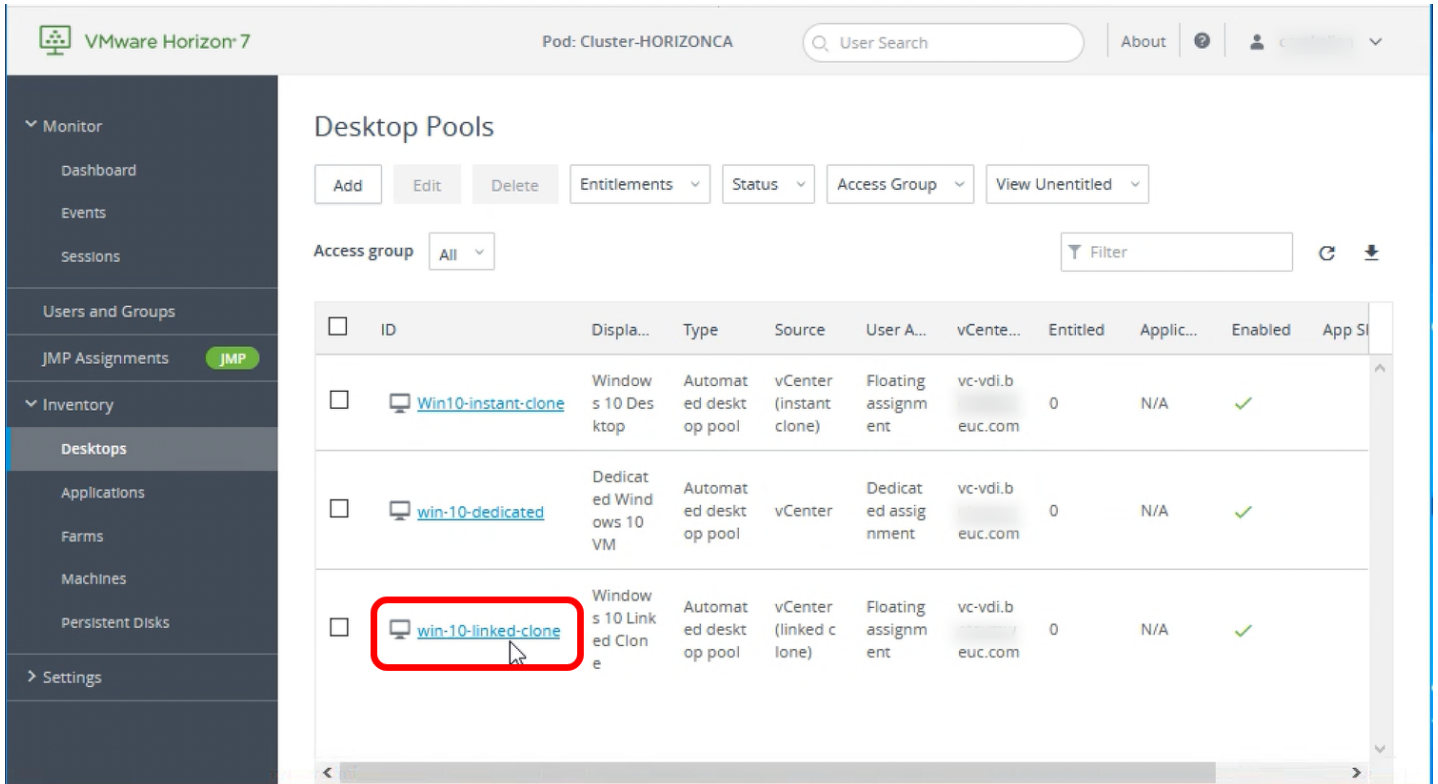 VMware Horizon® 7
Pod: Cluster-HORIZONCA
User Search
About
Monitor
Dashboard
Events
Sessions
Users and Groups
JMP Assignments JMP
Inventory
Desktops
Applications
Farms
Machines
Persistent Disks
Settings
Desktop Pools
Add Edit Delete Entitlements Status Access Group View Unentitled
Access group All Filter
ID Displa... Type Source User A... vCente... Entitled Applic... Enabled App S
Win10-instant-clone
Window
s 10 Des
ktop
Automat
ed deskt
op pool
vCenter
(instant
clone)
Floating
assignm
ent
vc-vdi.b
euc.com
0
N/A
win-10-dedicated
Dedicat
ed Wind
ows 10
VM
Automat
ed deskt
op pool
vCenter
Dedicat
ed assig
nment
vc-vdi.b
euc.com
0
N/A
win-10-linked-clone
Window
s 10 Link
ed Clon
e
Automat
ed deskt
op pool
vCenter
(linked c
lone)
Floating
assignm
ent
vc-vdi.b
euc.com
0
N/A